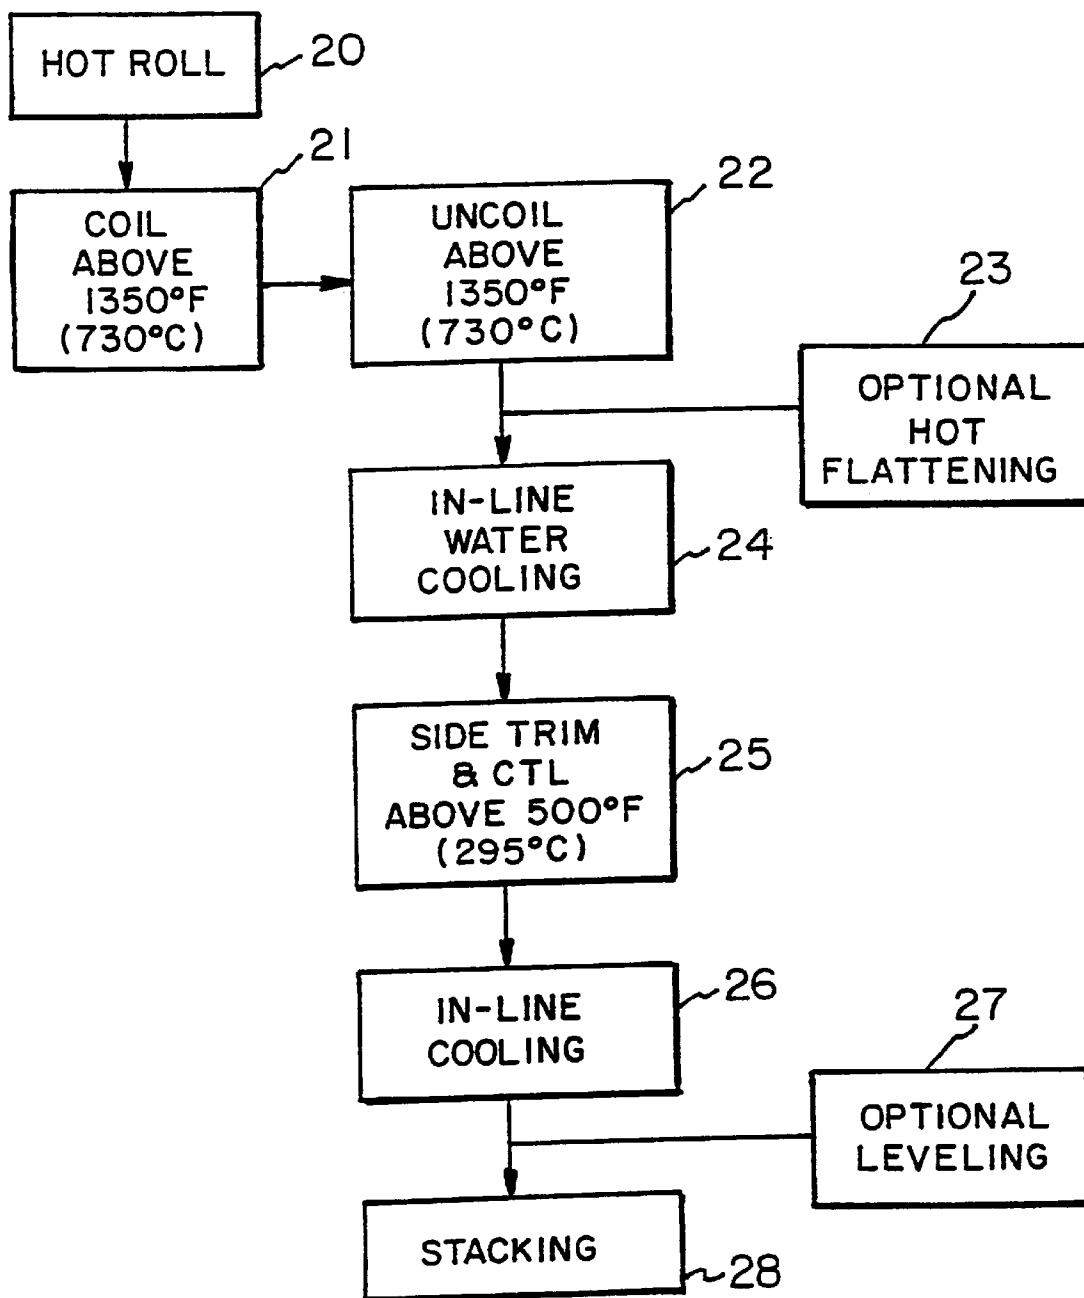 HOT ROLL
20
COIL
ABOVE
1350°F
(730°C)
21
UNCOIL
ABOVE
1350°F
(730°C)
22
OPTIONAL
HOT
FLATTENING
23
IN-LINE
WATER
COOLING
24
SIDE TRIM
& CTL
ABOVE 500°F
(295°C)
25
IN-LINE
COOLING
26
OPTIONAL
LEVELING
27
STACKING
28